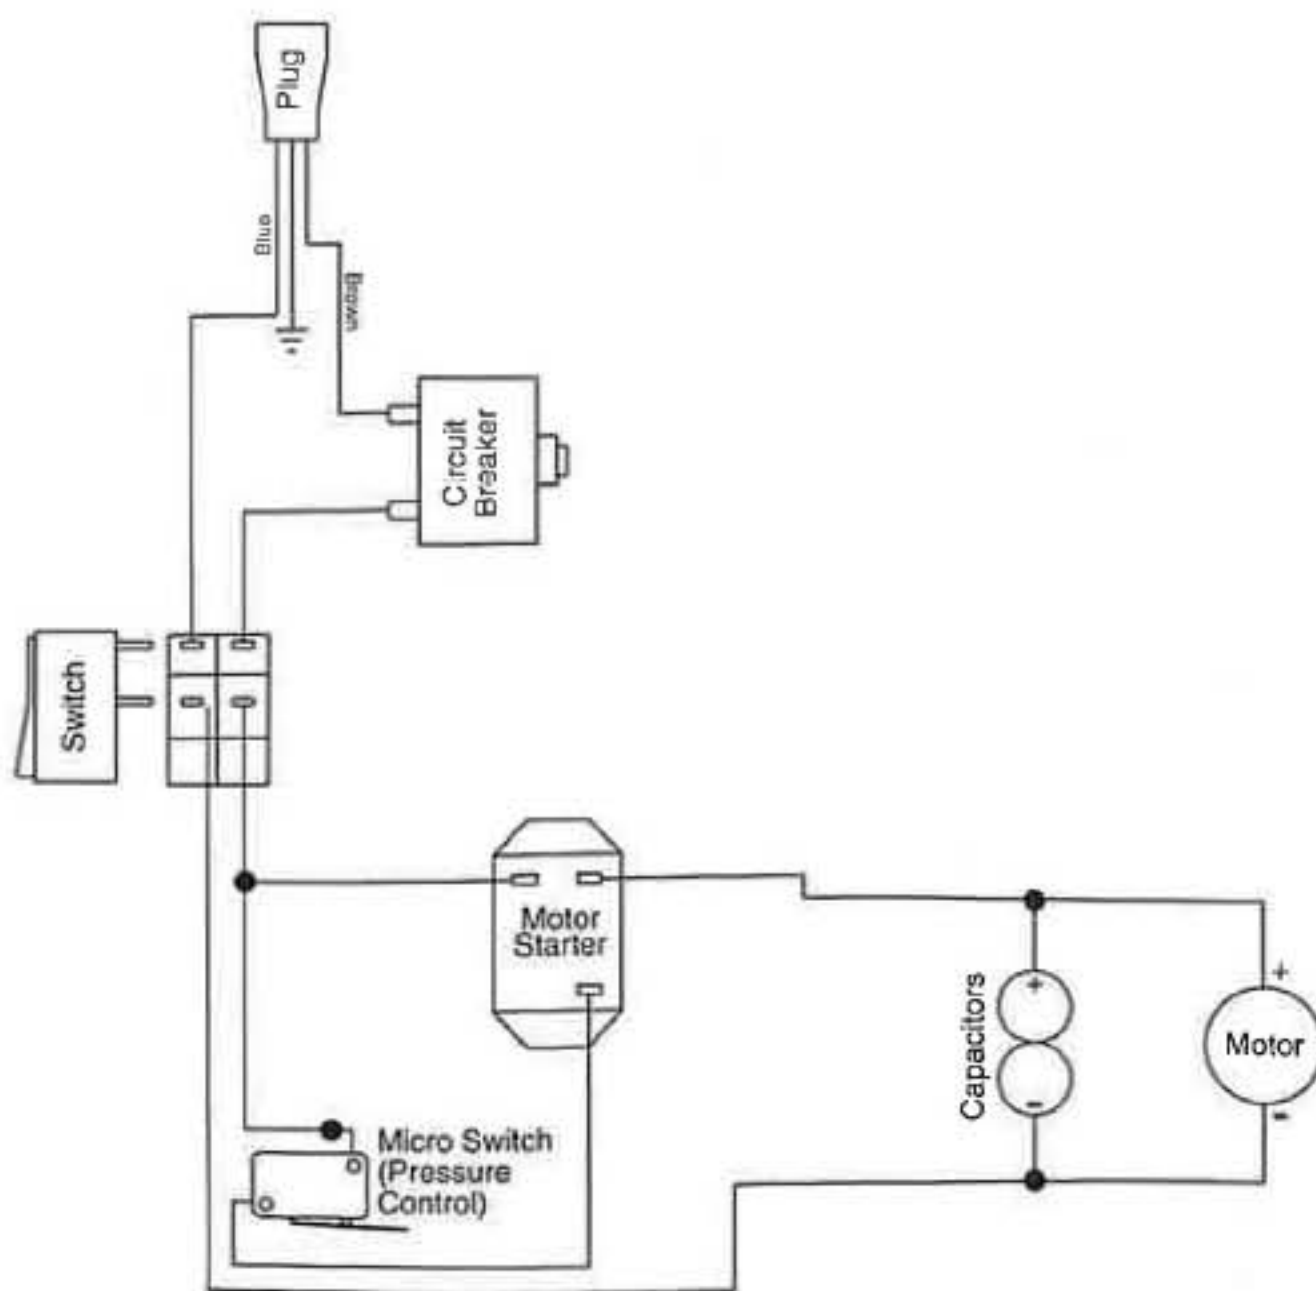 Plug
Blue
Brown
Circuit
Breaker
Switch
Motor
Starter
Capacitors
+
-
+
Motor
-
Micro Switch
(Pressure
Control)